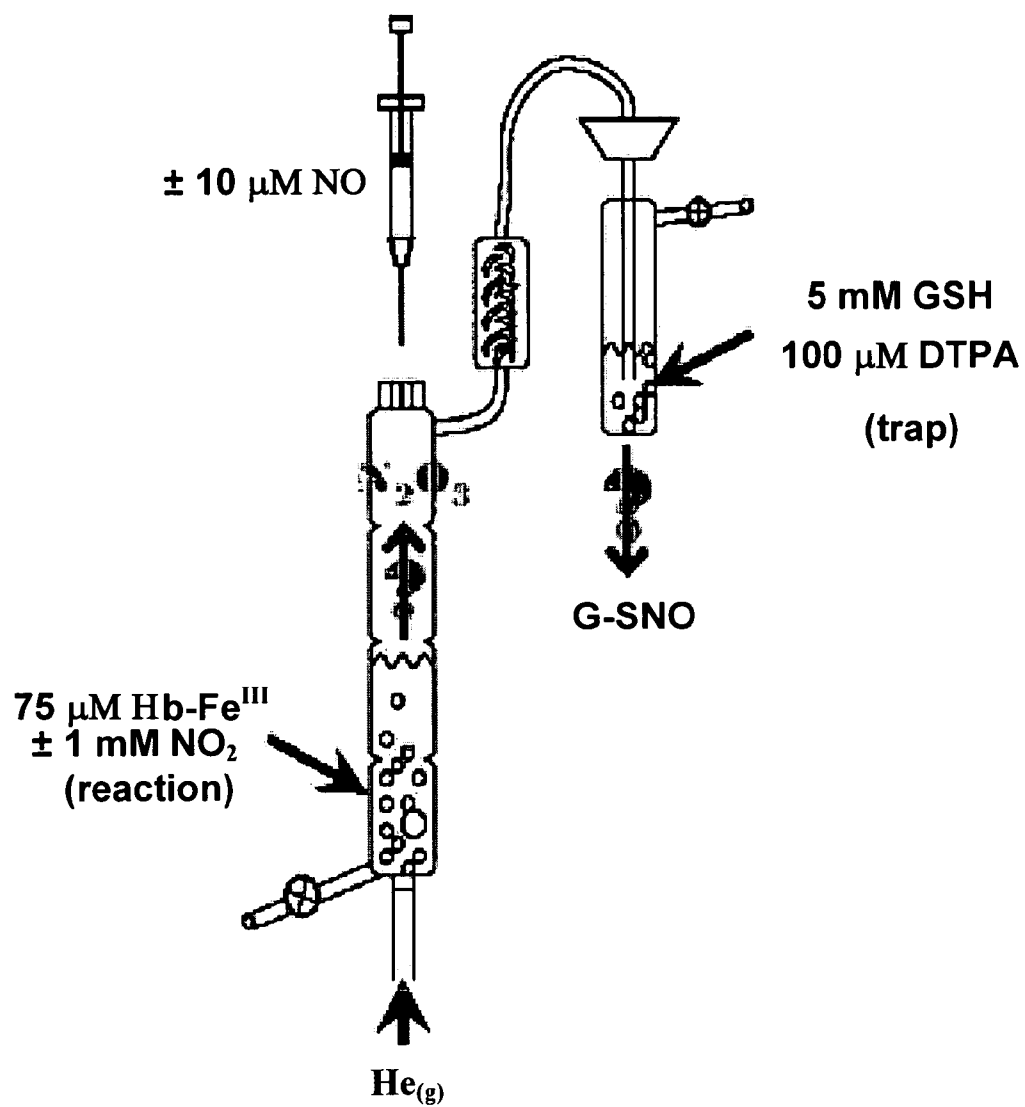 ± 10 μM NO
5 mM GSH
100 μM DTPA
(trap)
G-SNO
75 μM Hb-Fe^III
± 1 mM NO₂
(reaction)
He₍g₎